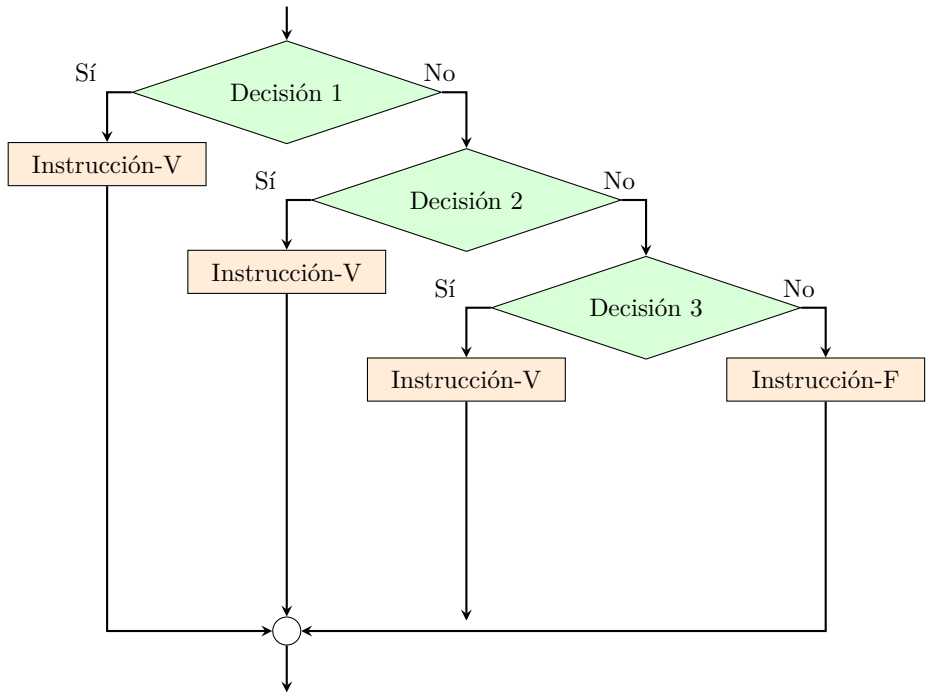 Decisión 1
Sí
No
Instrucción-V
Decisión 2
Sí
No
Instrucción-V
Decisión 3
Sí
No
Instrucción-V
Instrucción-F